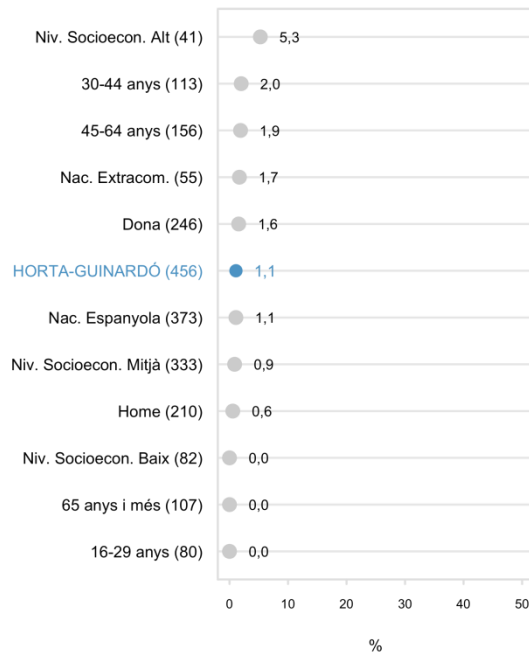 Niv. Socioecon. Alt (41) 5,3
30-44 anys (113) 2,0
45-64 anys (156) 1,9
Nac. Extracom. (55) 1,7
Dona (246) 1,6
HORTA-GUINARDÓ (456) 1,1
Nac. Espanyola (373) 1,1
Niv. Socioecon. Mitjà (333) 0,9
Home (210) 0,6
Niv. Socioecon. Baix (82) 0,0
65 anys i més (107) 0,0
16-29 anys (80) 0,0
0 10 20 30 40 50
%